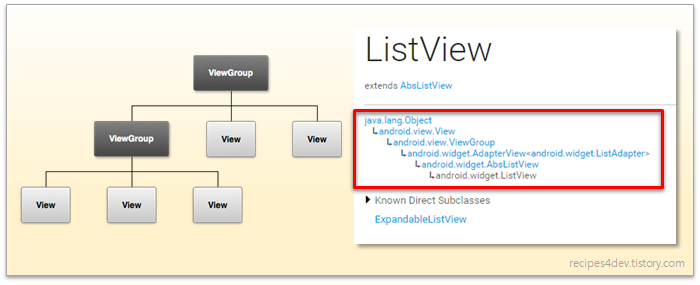 ViewGroup
ViewGroup
View
View
View
View
View
ListView
extends AbsListView
java.lang.Object
↳android.view.View
↳android.view.ViewGroup
↳android.widget.AdapterView<android.widget.ListAdapter>
↳android.widget.AbsListView
↳android.widget.ListView
Known Direct Subclasses
ExpandableListView
recipes4dev.tistory.com